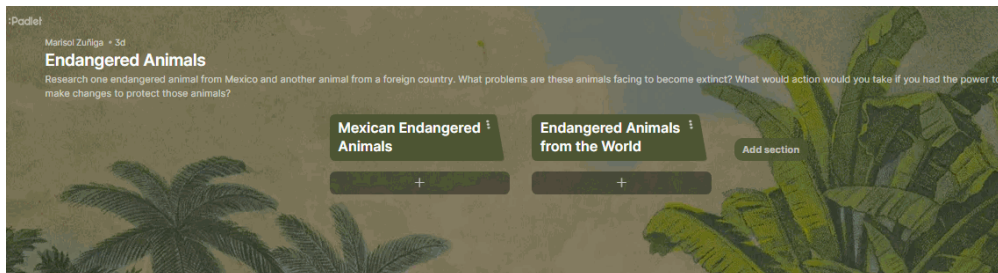 :Padlet
Marisol Zuñiga • 3d
Endangered Animals
Research one endangered animal from Mexico and another animal from a foreign country. What problems are these animals facing to become extinct? What would action would you take if you had the power to
make changes to protect those animals?
Mexican Endangered
Animals
Endangered Animals
from the World
Add section
+
+